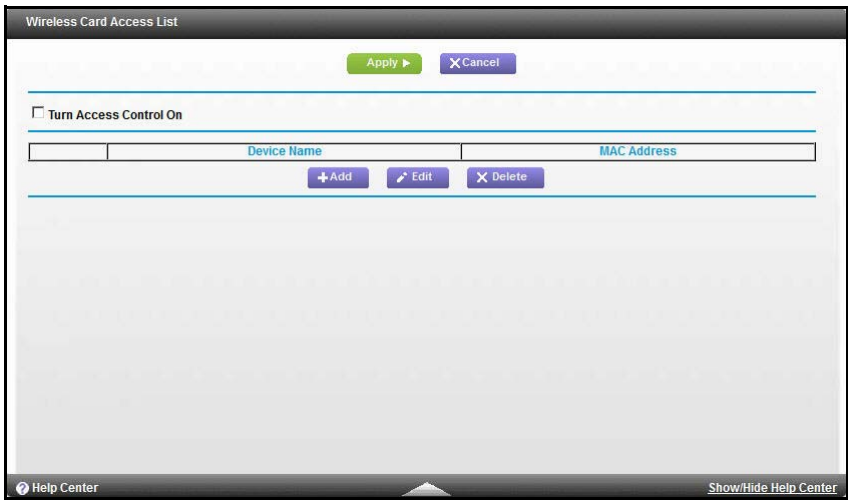 Wireless Card Access List
Apply
Cancel
Turn Access Control On
Device Name MAC Address
Add Edit Delete
Help Center Show/Hide Help Center